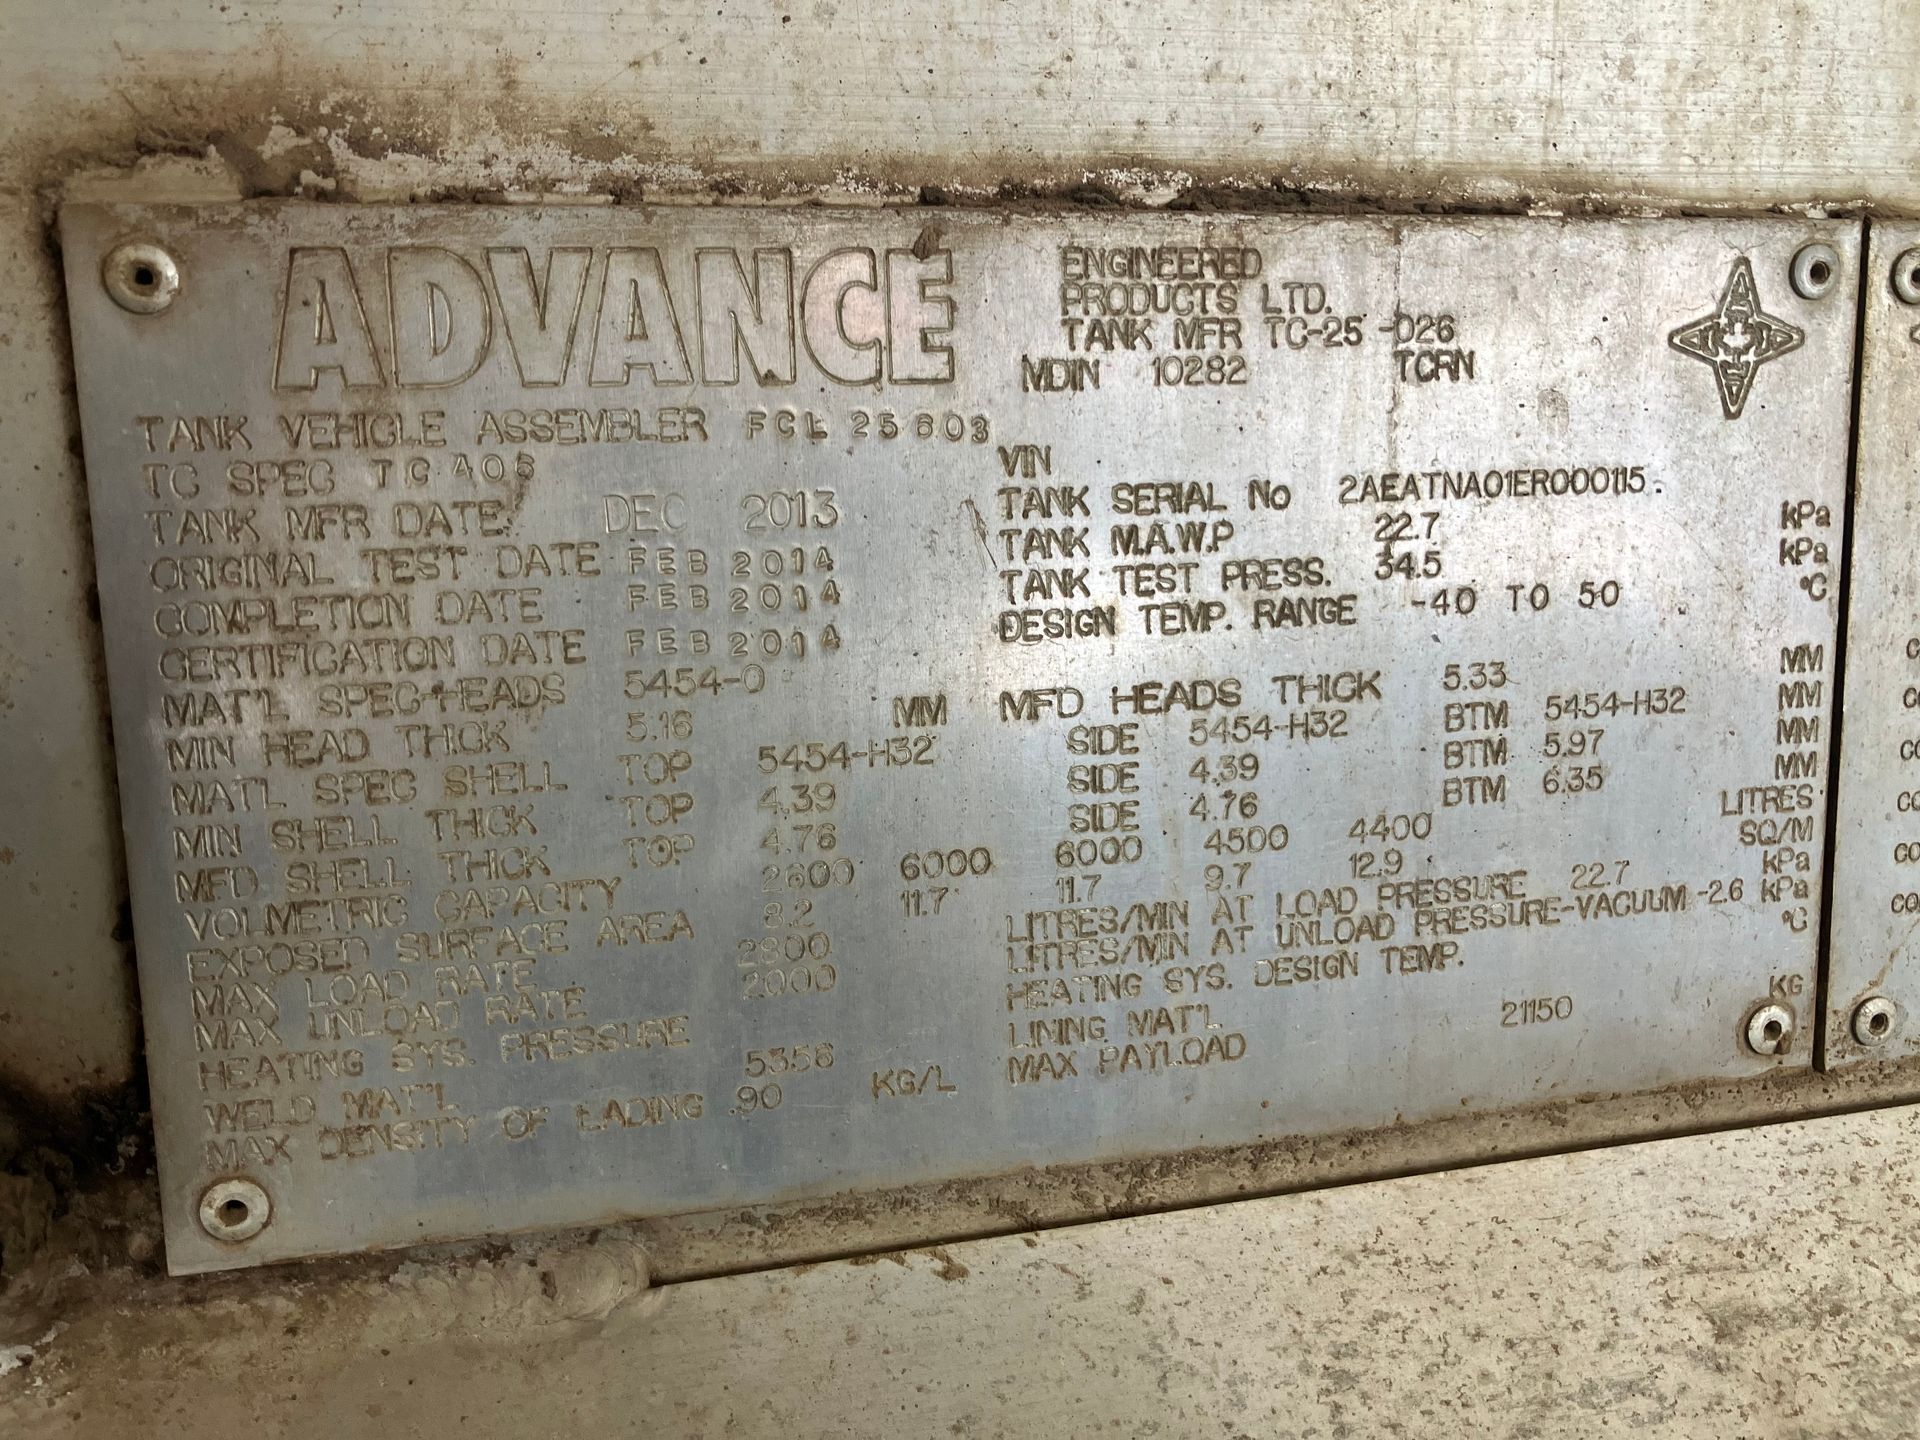 ADVANCE
ENGINEERED
PRODUCTS LTD.
TANK MFR TC-25-026
MDIN 10282 TCRN
TANK VEHICLE ASSEMBLER FCL 25603
TC SPEC TC 406
TANK MFR DATE DEC 2013
ORIGINAL TEST DATE FEB 2014
COMPLETION DATE FEB 2014
CERTIFICATION DATE FEB 2014
VIN
TANK SERIAL No 2AEATNA01ER000115
TANK M.A.W.P 22.7 kPa
TANK TEST PRESS. 34.5 kPa
DESIGN TEMP. RANGE -40 TO 50 °C
MAT'L SPEC-HEADS 5454-0
MIN HEAD THICK 5.16 MM MFD HEADS THICK 5.33 MM
MAT'L SPEC SHELL TOP 5454-H32 SIDE 5454-H32 BTM 5454-H32 MM
MIN SHELL THICK TOP 4.39 SIDE 4.39 BTM 5.97 MM
MFD SHELL THICK TOP 4.76 SIDE 4.76 BTM 6.35 MM
VOLMETRIC CAPACITY 2600 6000 6000 4500 4400 LITRES
EXPOSED SURFACE AREA 8.2 11.7 11.7 9.7 12.9 SQ/M
MAX LOAD RATE 2800 LITRES/MIN AT LOAD PRESSURE 22.7 kPa
MAX UNLOAD RATE 2000 LITRES/MIN AT UNLOAD PRESSURE-VACUUM -2.6 kPa
HEATING SYS. PRESSURE HEATING SYS. DESIGN TEMP. °C
WELD MAT'L 5356 LINING MAT'L
MAX DENSITY OF LADING .90 KG/L MAX PAYLOAD 21150 KG